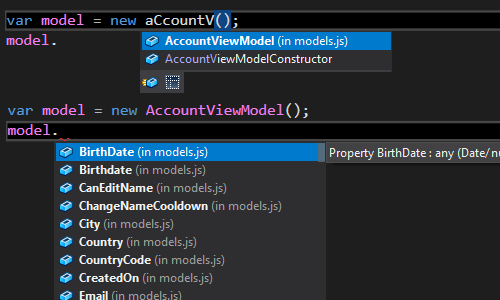 var model = new aCcountV();
model.
AccountViewModel (in models.js)
AccountViewModelConstructor
var model = new AccountViewModel();
model.
BirthDate (in models.js)
Property BirthDate : any (Date/nu
Birthdate (in models.js)
CanEditName (in models.js)
ChangeNameCooldown (in models.js)
City (in models.js)
Country (in models.js)
CountryCode (in models.js)
CreatedOn (in models.js)
Email (in models.js)